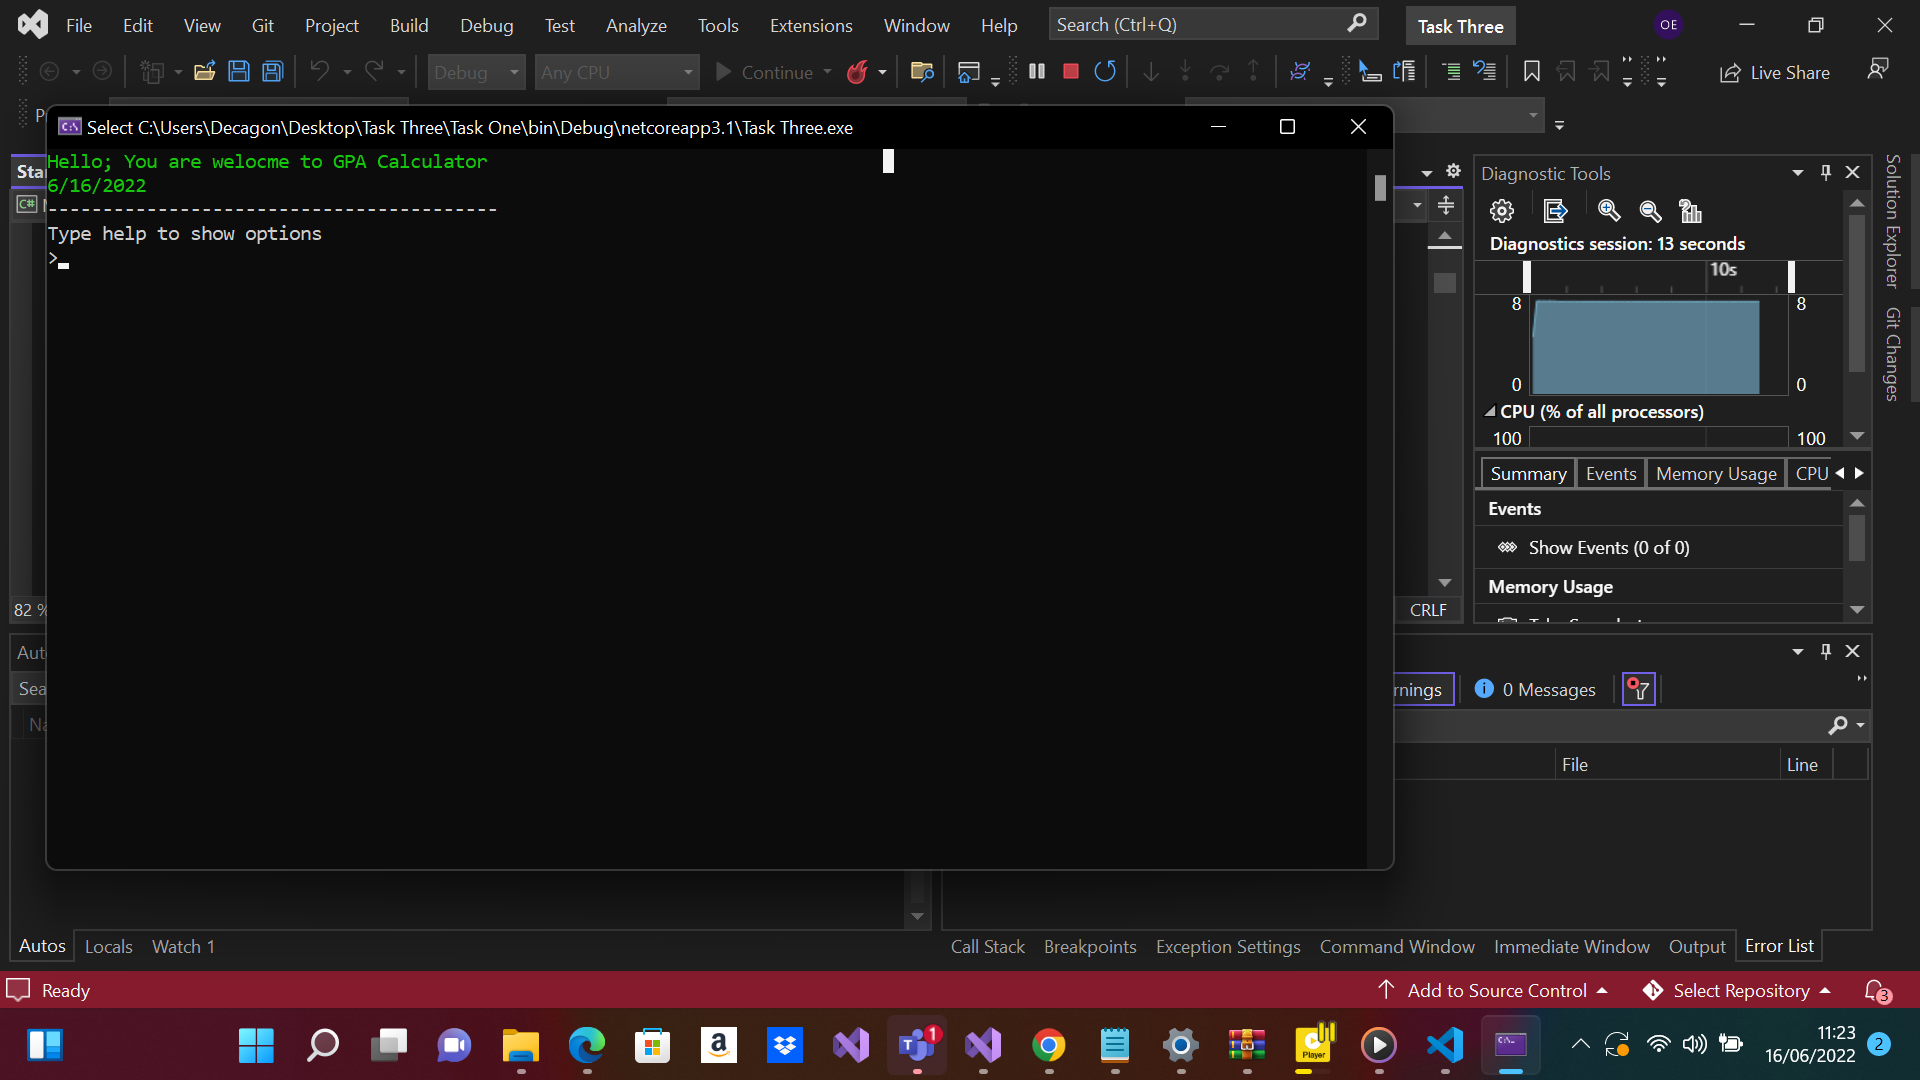 File Edit View Git Project Build Debug Test Analyze Tools Extensions Window Help Search (Ctrl+Q) Task Three OE
Debug Any CPU Continue Live Share
Select C:\Users\Decagon\Desktop\Task Three\Task One\bin\Debug\netcoreapp3.1\Task Three.exe
Hello; You are welocme to GPA Calculator
6/16/2022
-----------------------------------------
Type help to show options
>
C#
82 %
CRLF
Diagnostic Tools
Diagnostics session: 13 seconds
10s
8 8
0 0
CPU (% of all processors)
100 100
Summary Events Memory Usage CPU
Events
Show Events (0 of 0)
Memory Usage
Solution Explorer
Git Changes
0 Messages
File Line
Autos Locals Watch 1
Call Stack Breakpoints Exception Settings Command Window Immediate Window Output Error List
Ready Add to Source Control Select Repository 3
1
Player
11:23
16/06/2022
2